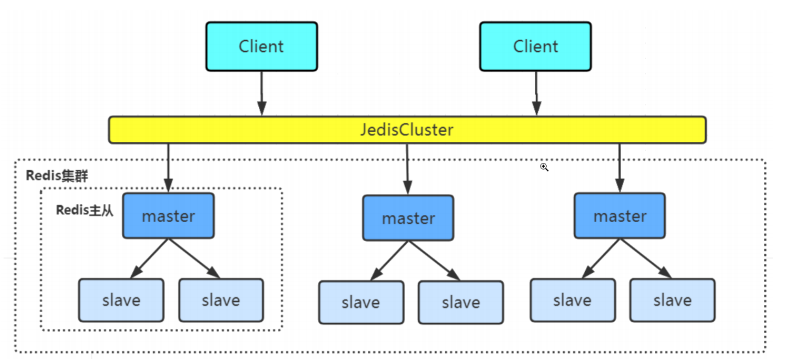 Client
Client
JedisCluster
Redis集群
Redis主从
master
master
master
slave
slave
slave
slave
slave
slave